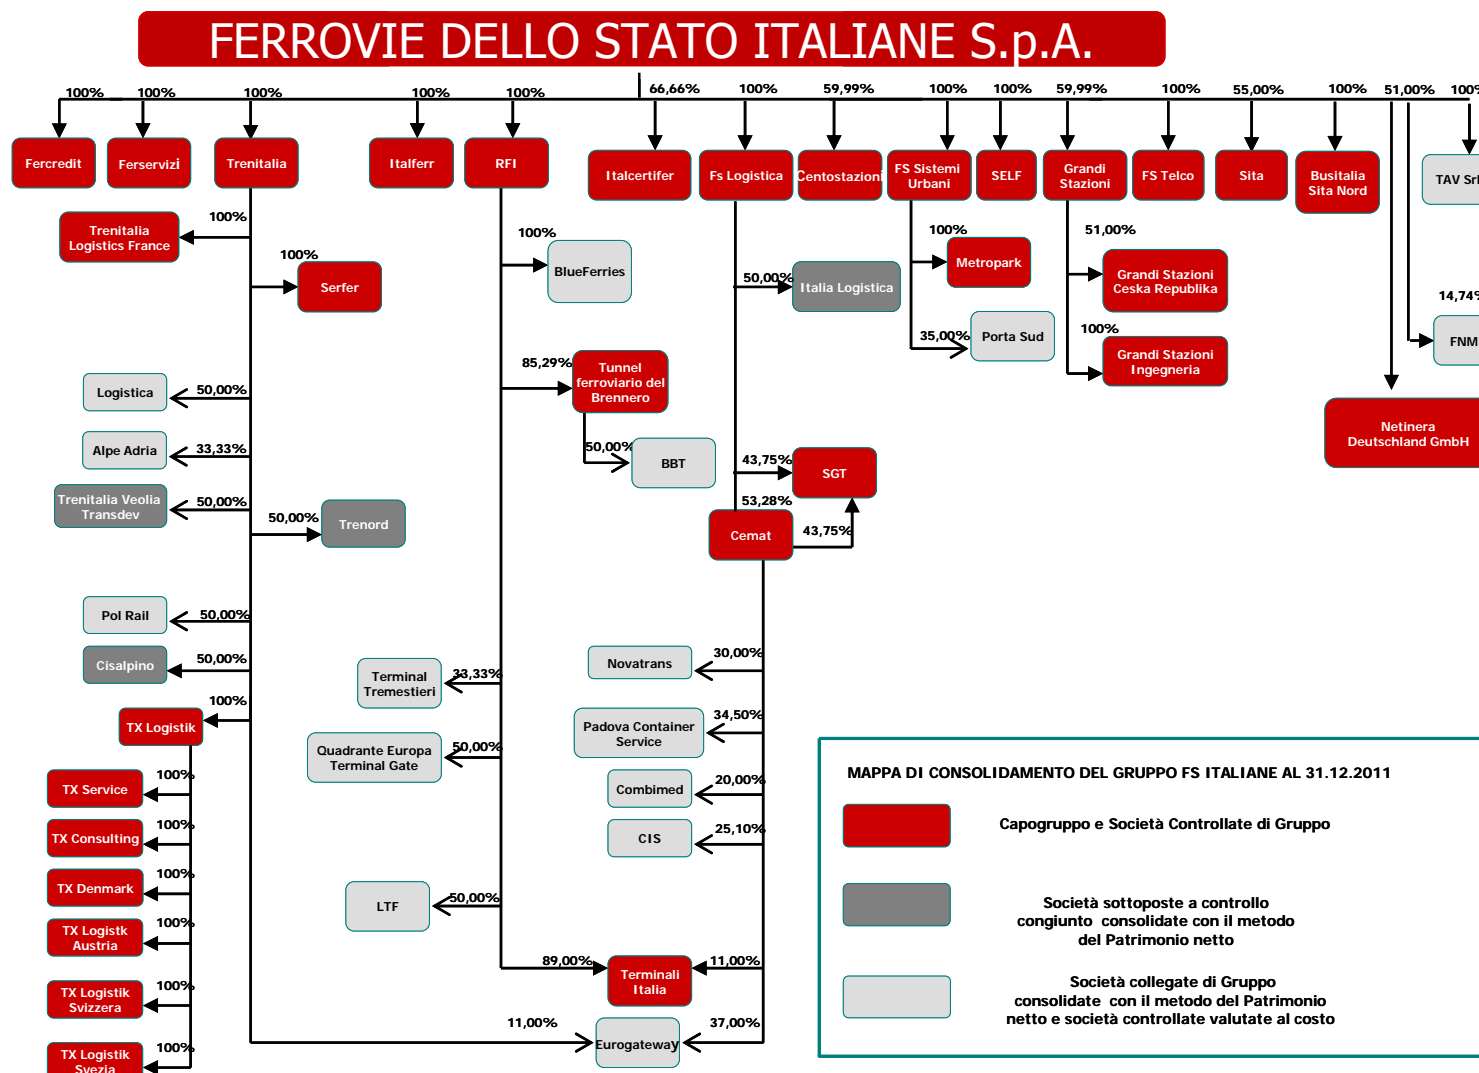 FERROVIE DELLO STATO ITALIANE S.p.A.
100% 100% 100% 100% 100% 66,66% 100% 59,99% 100% 100% 59,99% 100% 55,00% 100% 51,00% 100%
Fercredit
Ferservizi
Trenitalia
Italferr
RFI
Italcertifer
Fs Logistica
Centostazioni
FS Sistemi
Urbani
SELF
Grandi
Stazioni
FS Telco
Sita
Busitalia
Sita Nord
TAV Srl
100%
Trenitalia
Logistics France
100%
Serfer
100%
BlueFerries
50,00%
Italia Logistica
100%
Metropark
35,00%
Porta Sud
51,00%
Grandi Stazioni
Ceska Republika
100%
Grandi Stazioni
Ingegneria
14,74%
FNM
Netinera
Deutschland GmbH
85,29%
Tunnel
ferroviario del
Brennero
50,00%
BBT
Logistica
50,00%
Alpe Adria
33,33%
Trenitalia Veolia
Transdev
50,00%
50,00%
Trenord
43,75%
SGT
53,28%
Cemat
43,75%
Pol Rail
50,00%
Cisalpino
50,00%
100%
TX Logistik
Terminal
Tremestieri
33,33%
Quadrante Europa
Terminal Gate
50,00%
Novatrans
30,00%
Padova Container
Service
34,50%
Combimed
20,00%
CIS
25,10%
TX Service
100%
TX Consulting
100%
TX Denmark
100%
TX Logistk
Austria
100%
TX Logistik
Svizzera
100%
TX Logistik
Svezia
100%
LTF
50,00%
89,00%
Terminali
Italia
11,00%
11,00%
Eurogateway
37,00%
MAPPA DI CONSOLIDAMENTO DEL GRUPPO FS ITALIANE AL 31.12.2011
Capogruppo e Società Controllate di Gruppo
Società sottoposte a controllo
congiunto consolidate con il metodo
del Patrimonio netto
Società collegate di Gruppo
consolidate con il metodo del Patrimonio
netto e società controllate valutate al costo